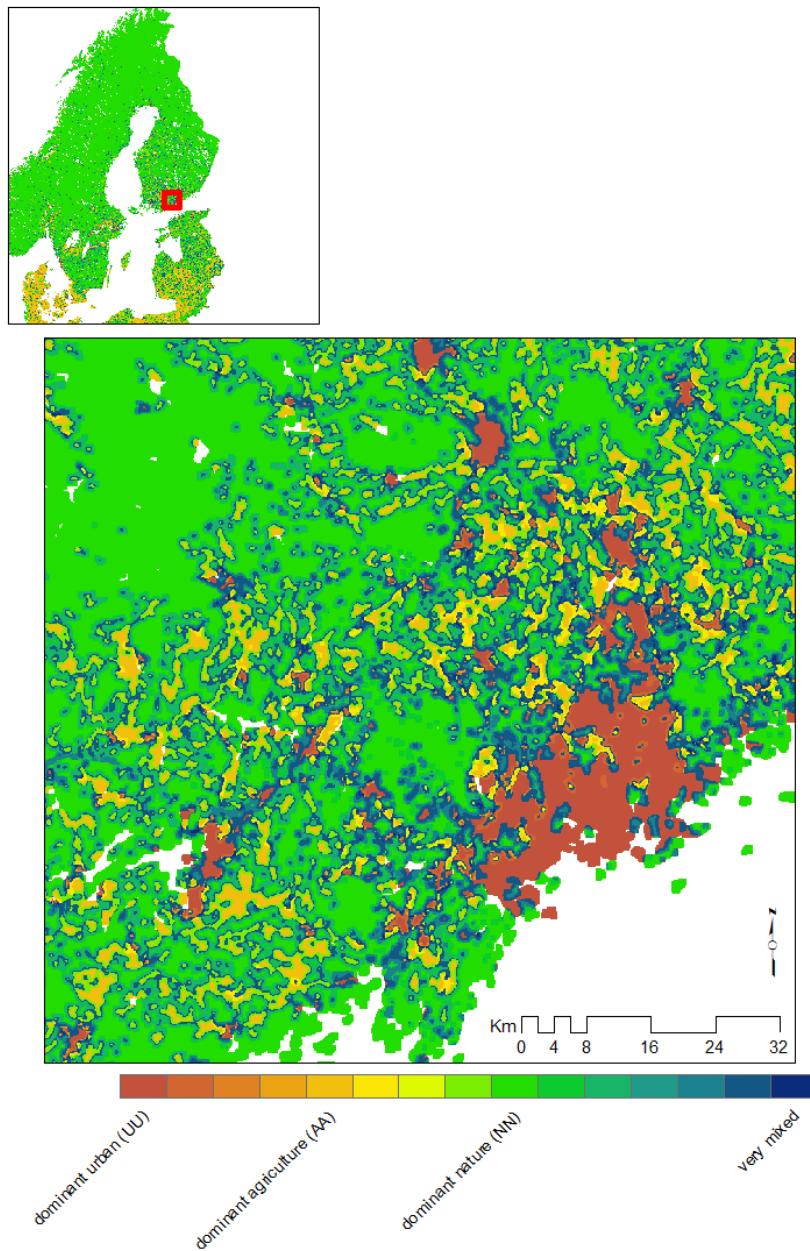 N
Km
0 4 8 16 24 32
dominant urban (UU)
dominant agriculture (AA)
dominant nature (NN)
very mixed